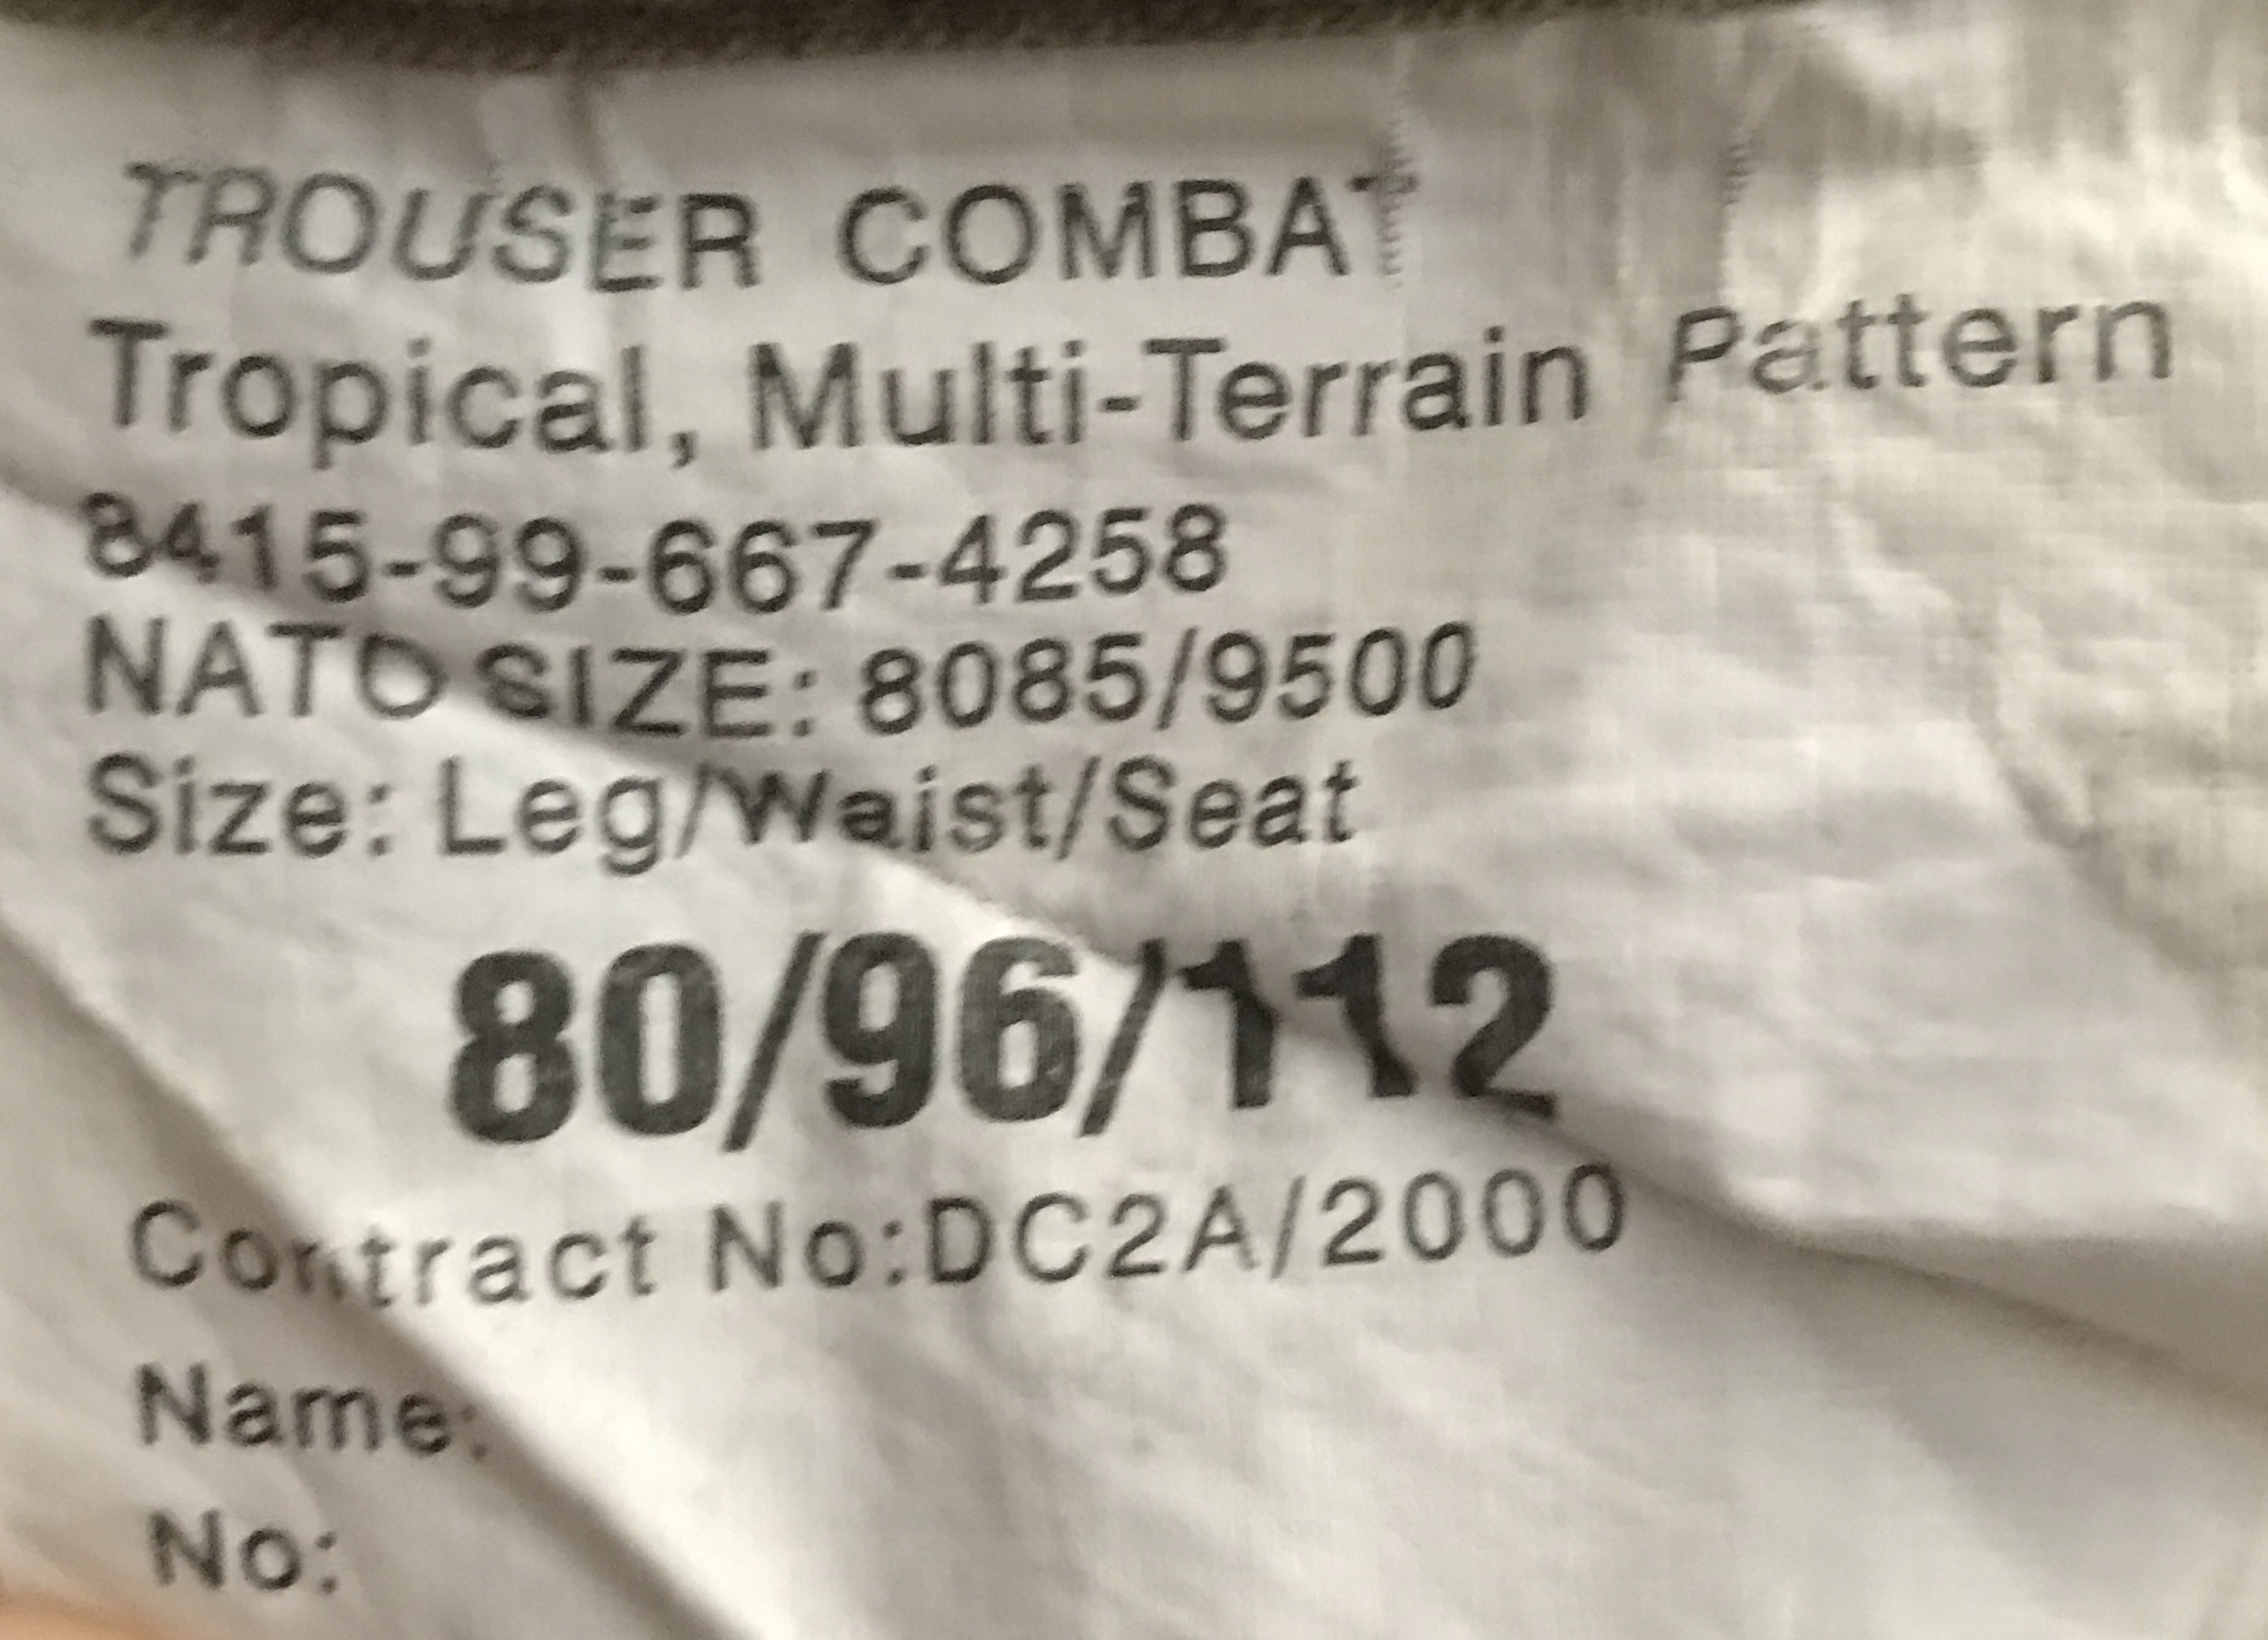 TROUSER COMBAT
Tropical, Multi-Terrain Pattern
8415-99-667-4258
NATO SIZE: 8085/9500
Size: Leg/Waist/Seat
80/96/112
Contract No:DC2A/2000
Name:
No: